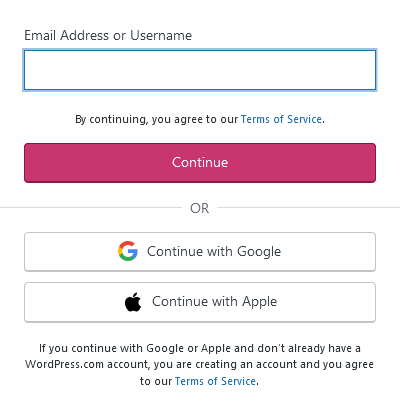 Email Address or Username
By continuing, you agree to our Terms of Service.
Continue
OR
Continue with Google
Continue with Apple
If you continue with Google or Apple and don't already have a
WordPress.com account, you are creating an account and you agree
to our Terms of Service.